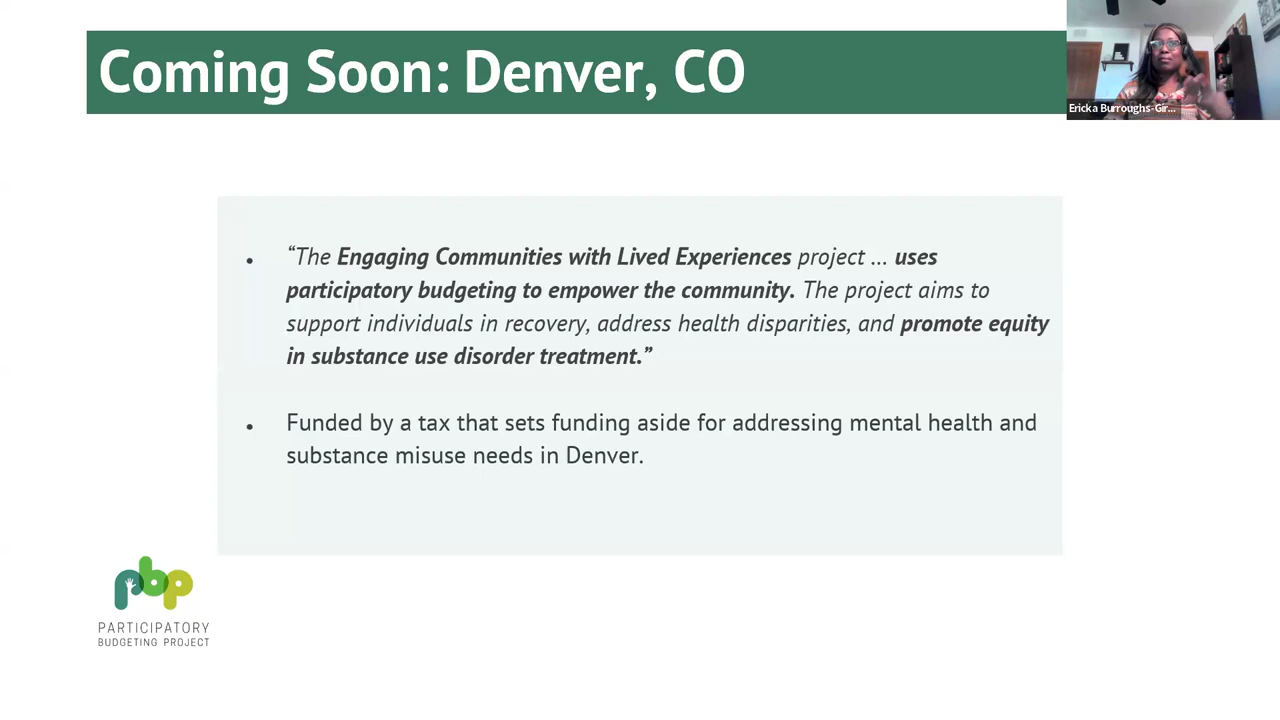 Coming Soon: Denver, CO
Ericka Burroughs-Gir...
• “The Engaging Communities with Lived Experiences project … uses
participatory budgeting to empower the community. The project aims to
support individuals in recovery, address health disparities, and promote equity
in substance use disorder treatment.”
• Funded by a tax that sets funding aside for addressing mental health and
substance misuse needs in Denver.
pbp
PARTICIPATORY
BUDGETING PROJECT